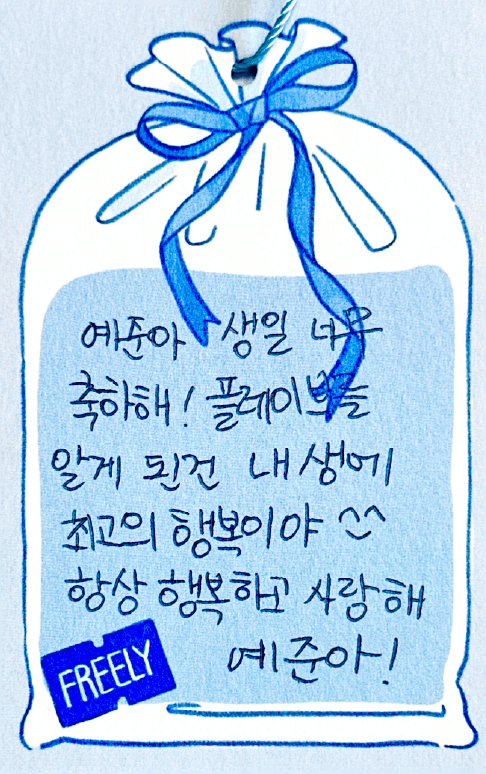 예준아 생일 너무
축하해! 플레이브를
알게 된건 내 생에
최고의 행복이야 ^^
항상 행복하고 사랑해
예준아!
FREELY